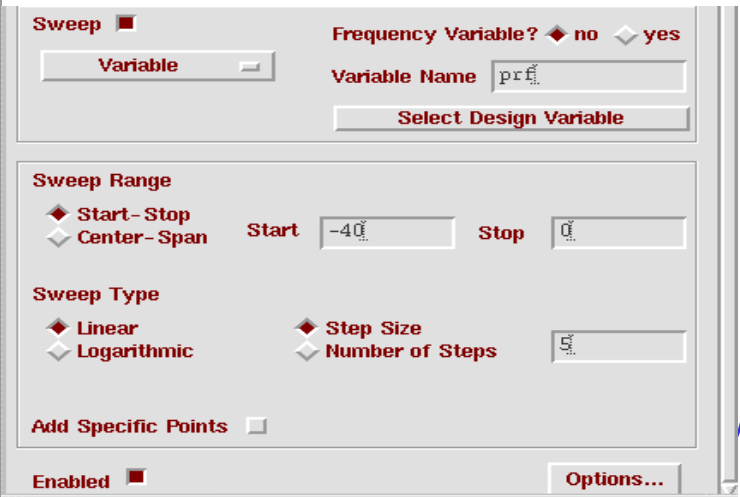 Sweep
Frequency Variable? no yes
Variable
Variable Name prf
Select Design Variable
Sweep Range
Start-Stop
Center-Span
Start -40
Stop 0
Sweep Type
Linear
Logarithmic
Step Size
Number of Steps
5
Add Specific Points
Enabled
Options...